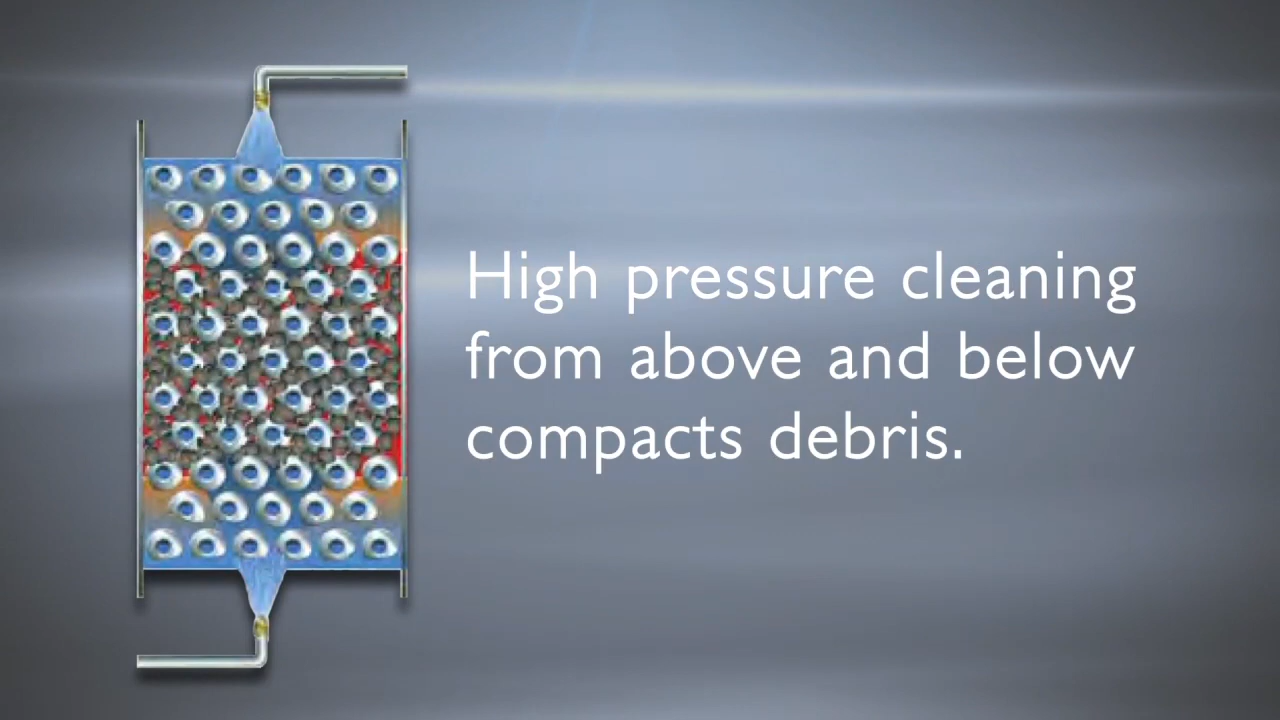 High pressure cleaning
from above and below
compacts debris.